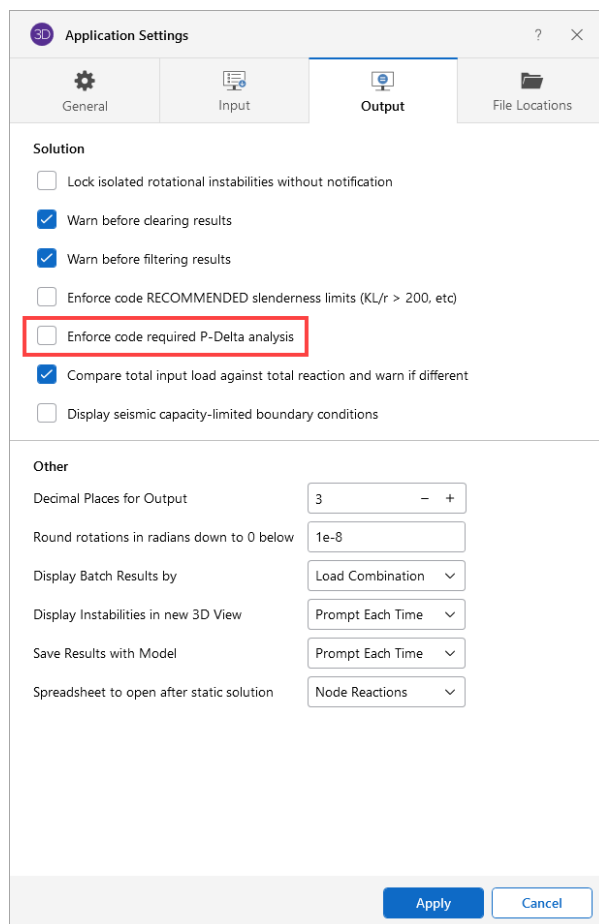 3D Application Settings ?
General Input Output File Locations
Solution
Lock isolated rotational instabilities without notification
Warn before clearing results
Warn before filtering results
Enforce code RECOMMENDED slenderness limits (KL/r > 200, etc)
Enforce code required P-Delta analysis
Compare total input load against total reaction and warn if different
Display seismic capacity-limited boundary conditions
Other
Decimal Places for Output 3 − +
Round rotations in radians down to 0 below 1e-8
Display Batch Results by Load Combination
Display Instabilities in new 3D View Prompt Each Time
Save Results with Model Prompt Each Time
Spreadsheet to open after static solution Node Reactions
Apply Cancel